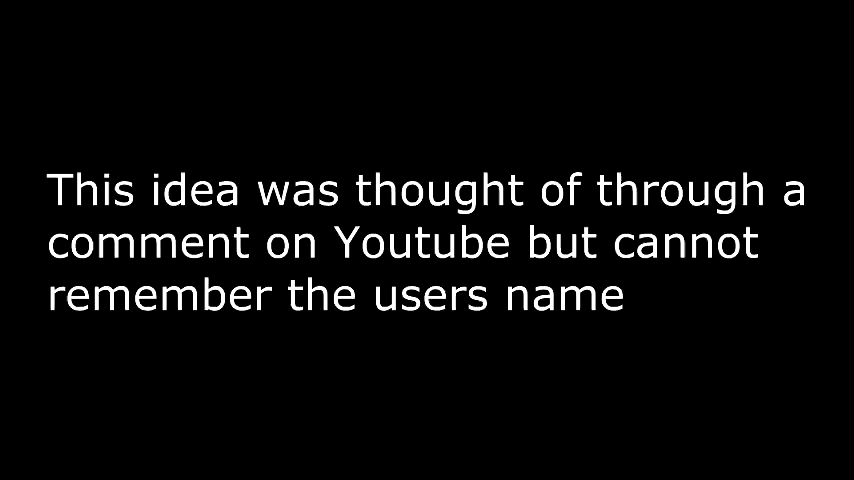 This idea was thought of through a
comment on Youtube but cannot
remember the users name